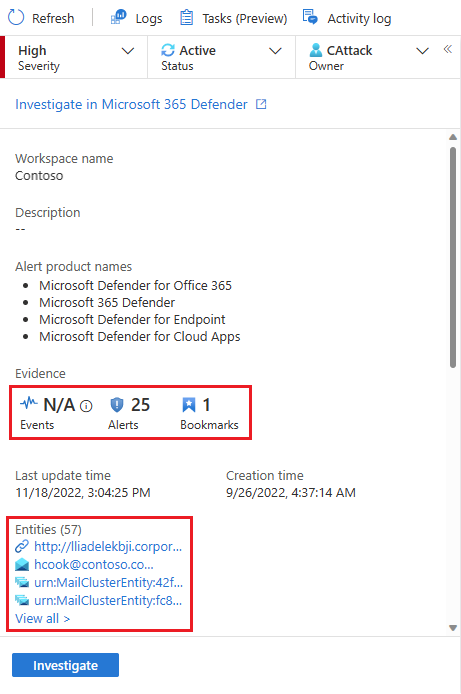 Refresh Logs Tasks (Preview) Activity log
High Active CAttack
Severity Status Owner
Investigate in Microsoft 365 Defender
Workspace name
Contoso
Description
--
Alert product names
• Microsoft Defender for Office 365
• Microsoft 365 Defender
• Microsoft Defender for Endpoint
• Microsoft Defender for Cloud Apps
Evidence
N/A 25 1
Events Alerts Bookmarks
Last update time Creation time
11/18/2022, 3:04:25 PM 9/26/2022, 4:37:14 AM
Entities (57)
http://lliadelekbji.corpor...
hcook@contoso.co...
urn:MailClusterEntity:42f...
urn:MailClusterEntity:fc8...
View all >
Investigate